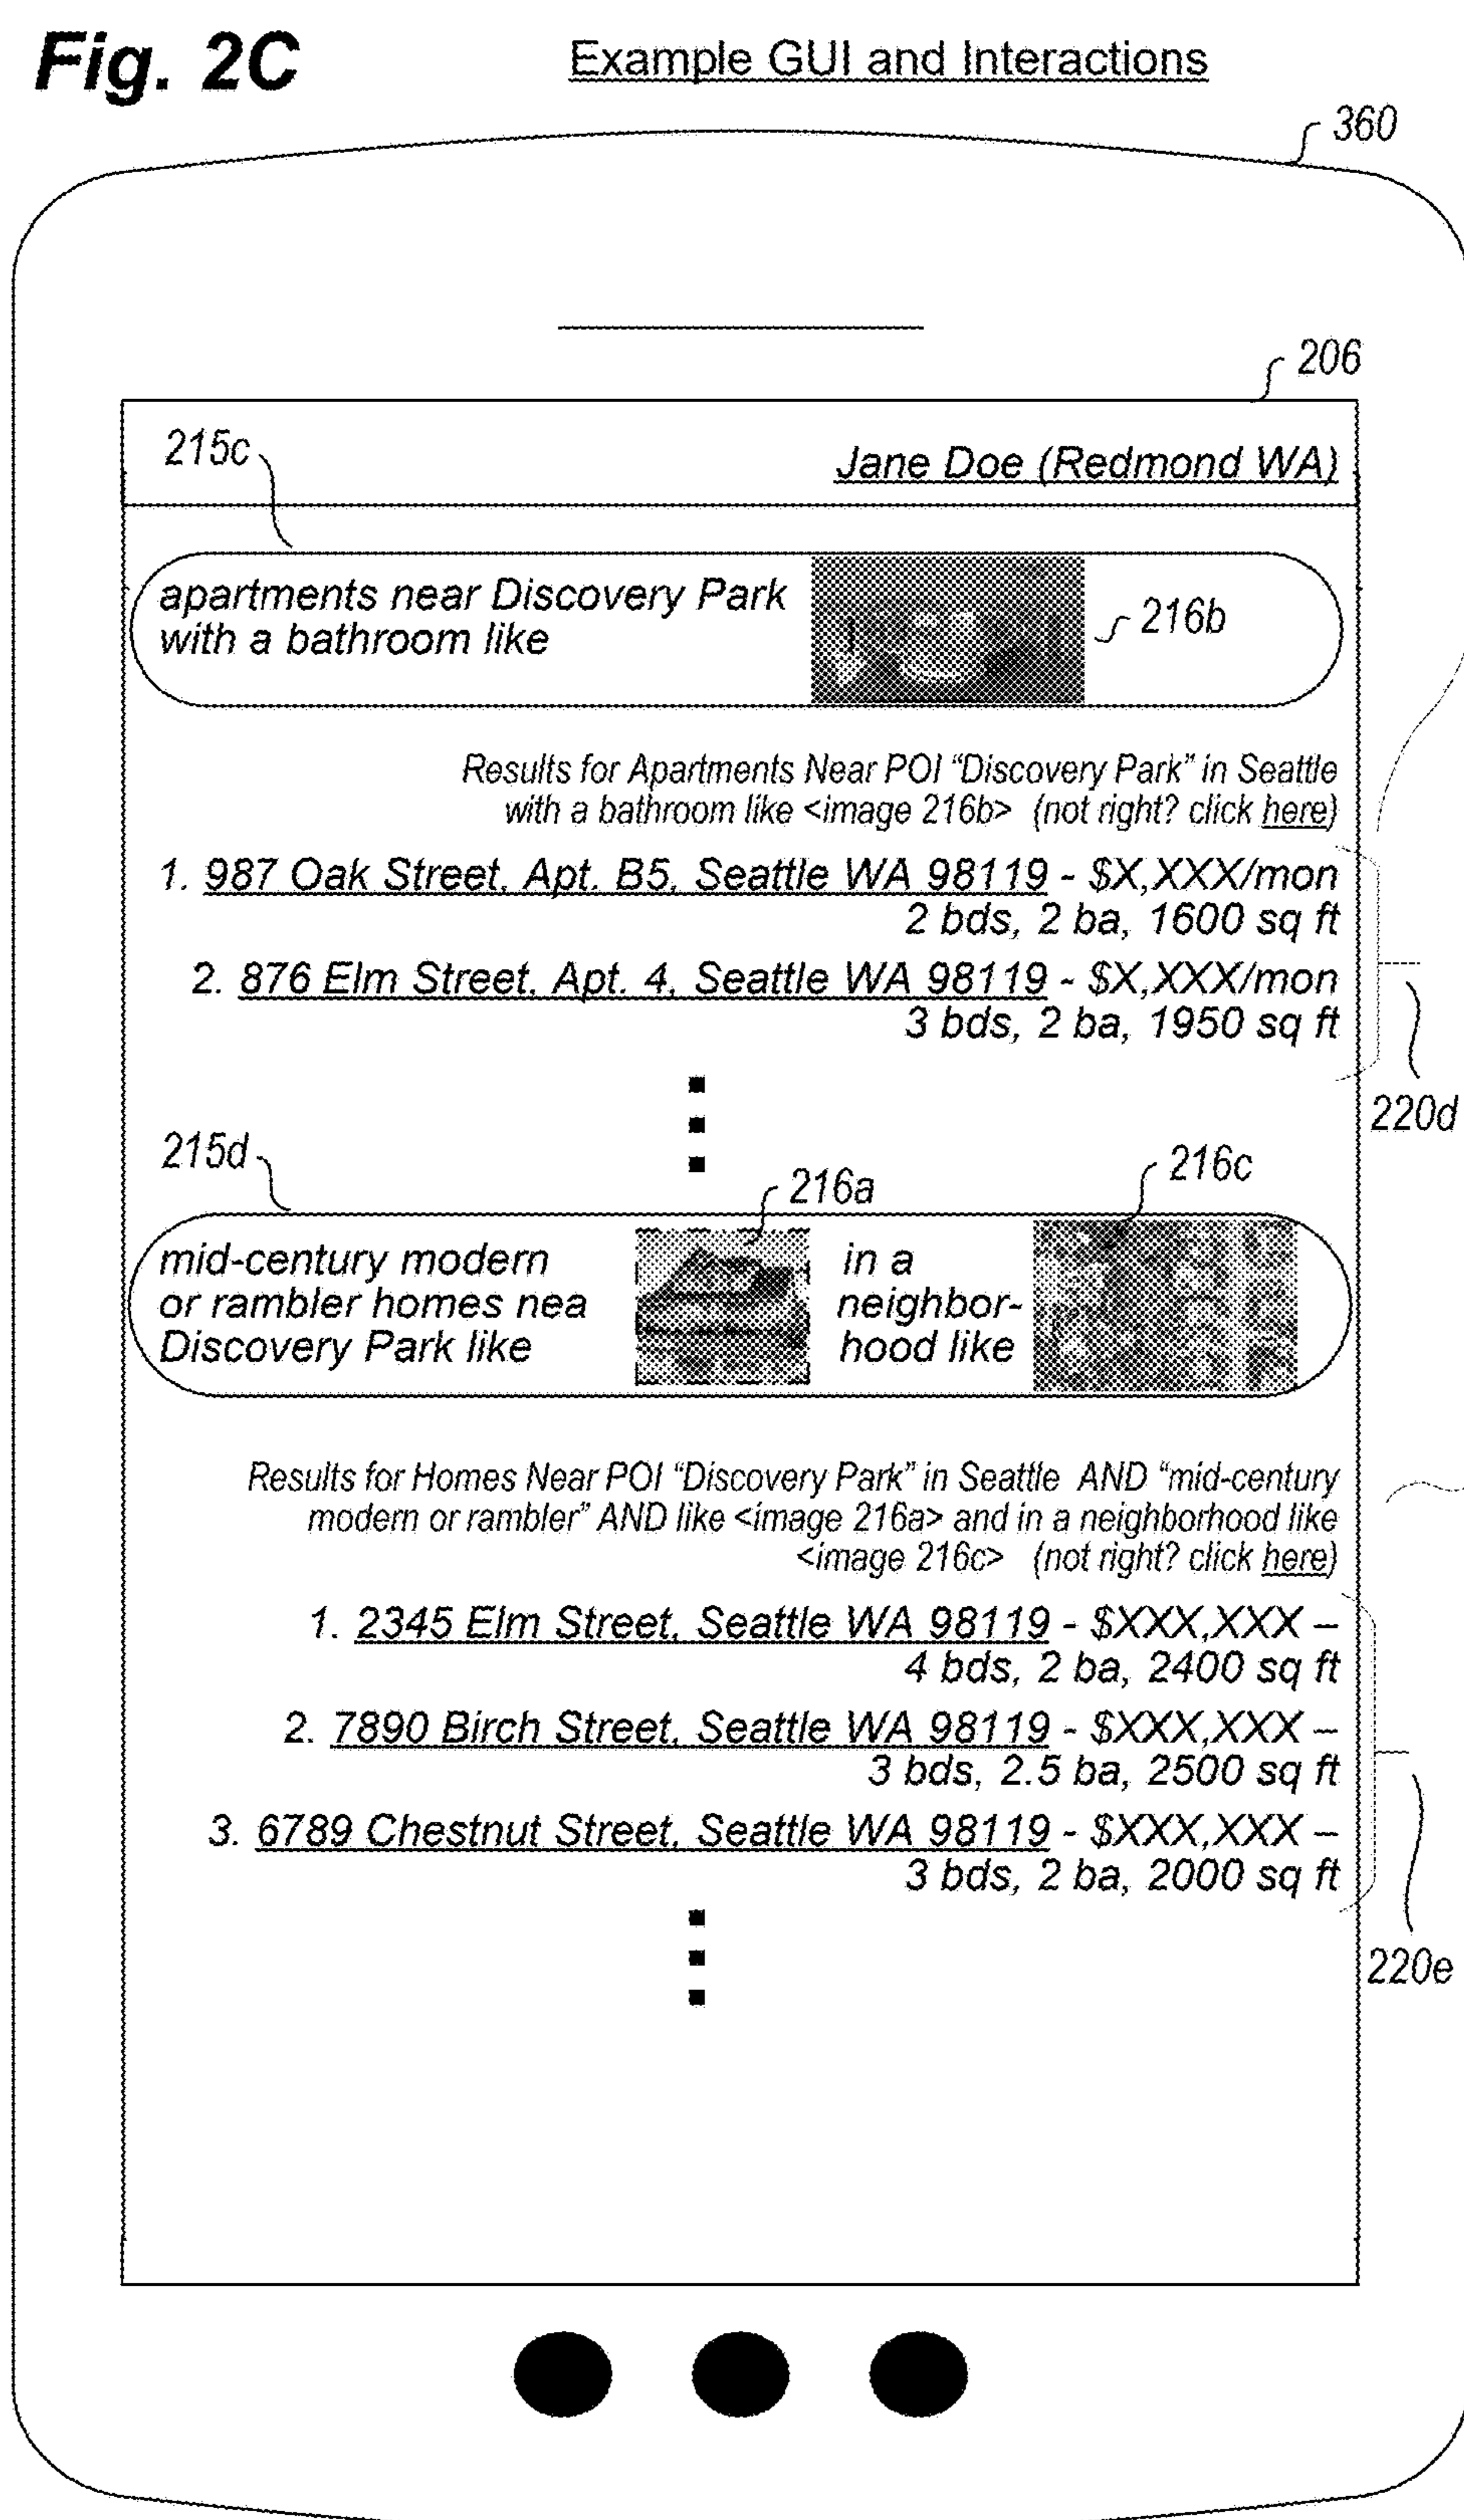 Fig. 2C
Example GUI and Interactions
360
206
215c
Jane Doe (Redmond WA)
apartments near Discovery Park
with a bathroom like
216b
Results for Apartments Near POI “Discovery Park” in Seattle
with a bathroom like <image 216b> (not right? click here)
1. 987 Oak Street, Apt. B5, Seattle WA 98119 - $X,XXX/mon
2 bds, 2 ba, 1600 sq ft
2. 876 Elm Street, Apt. 4, Seattle WA 98119 - $X,XXX/mon
3 bds, 2 ba, 1950 sq ft
220d
215d
216a
216c
mid-century modern
or rambler homes nea
Discovery Park like
in a
neighbor-
hood like
Results for Homes Near POI “Discovery Park” in Seattle AND “mid-century
modern or rambler” AND like <image 216a> and in a neighborhood like
<image 216c> (not right? click here)
1. 2345 Elm Street, Seattle WA 98119 - $XXX,XXX –
4 bds, 2 ba, 2400 sq ft
2. 7890 Birch Street, Seattle WA 98119 - $XXX,XXX –
3 bds, 2.5 ba, 2500 sq ft
3. 6789 Chestnut Street, Seattle WA 98119 - $XXX,XXX –
3 bds, 2 ba, 2000 sq ft
220e